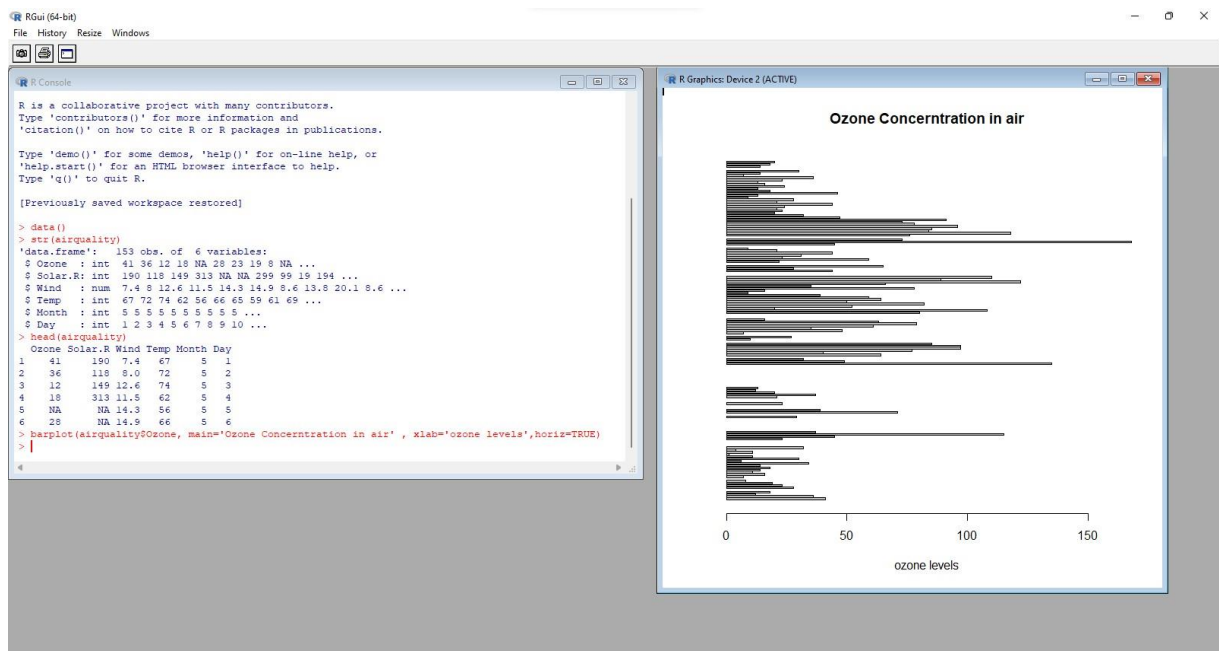 RGui (64-bit)
File History Resize Windows
R Console
R is a collaborative project with many contributors.
Type 'contributors()' for more information and
'citation()' on how to cite R or R packages in publications.
Type 'demo()' for some demos, 'help()' for on-line help, or
'help.start()' for an HTML browser interface to help.
Type 'q()' to quit R.
[Previously saved workspace restored]
> data()
> str(airquality)
'data.frame':   153 obs. of  6 variables:
 $ Ozone  : int  41 36 12 18 NA 28 23 19 8 NA ...
 $ Solar.R: int  190 118 149 313 NA NA 299 99 19 194 ...
 $ Wind   : num  7.4 8 12.6 11.5 14.3 14.9 8.6 13.8 20.1 8.6 ...
 $ Temp   : int  67 72 74 62 56 66 65 59 61 69 ...
 $ Month  : int  5 5 5 5 5 5 5 5 5 5 ...
 $ Day    : int  1 2 3 4 5 6 7 8 9 10 ...
> head(airquality)
  Ozone Solar.R Wind Temp Month Day
1    41     190  7.4   67     5   1
2    36     118  8.0   72     5   2
3    12     149 12.6   74     5   3
4    18     313 11.5   62     5   4
5    NA      NA 14.3   56     5   5
6    28      NA 14.9   66     5   6
> barplot(airquality$Ozone, main='Ozone Concerntration in air' , xlab='ozone levels',horiz=TRUE)
>
R Graphics: Device 2 (ACTIVE)
Ozone Concerntration in air
0 50 100 150
ozone levels